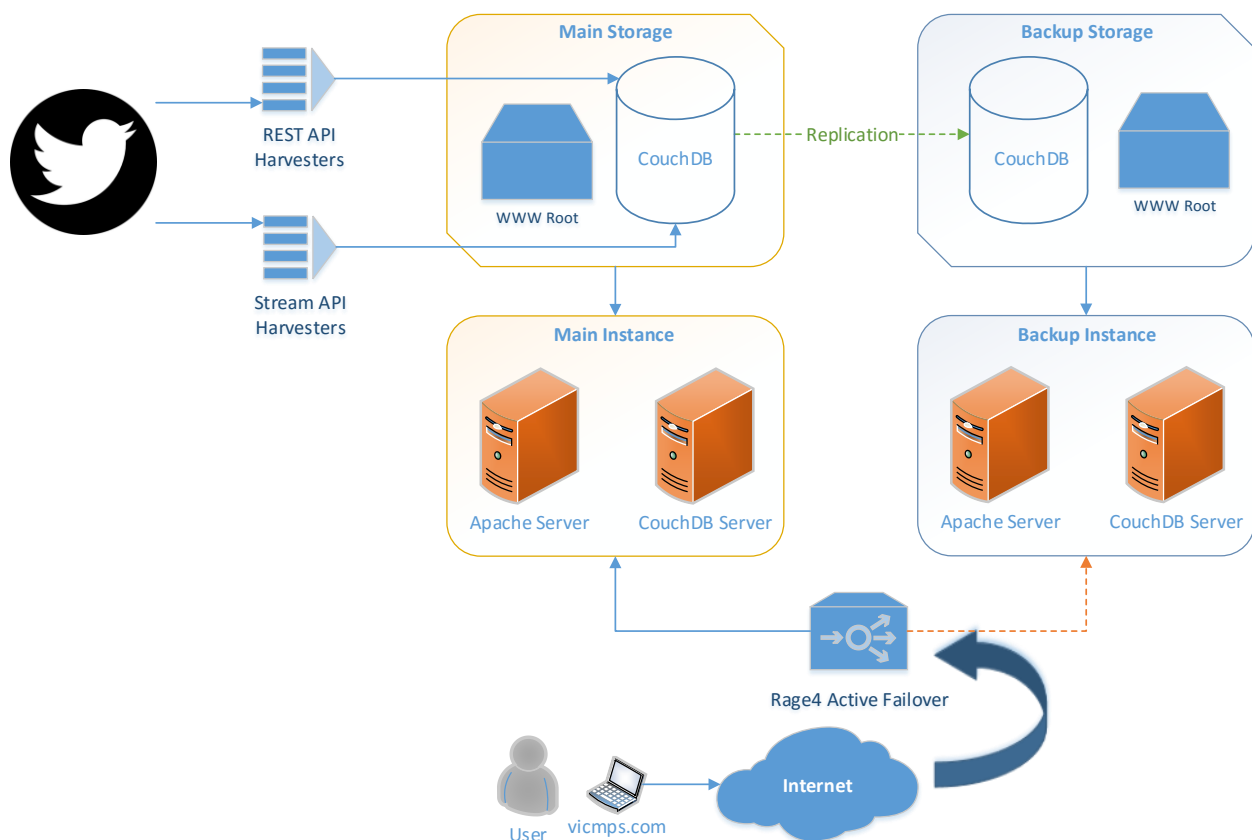 Main Storage
Backup Storage
REST API
Harvesters
CouchDB
WWW Root
Replication
CouchDB
WWW Root
Stream API
Harvesters
Main Instance
Backup Instance
Apache Server
CouchDB Server
Apache Server
CouchDB Server
Rage4 Active Failover
Internet
User
vicmps.com